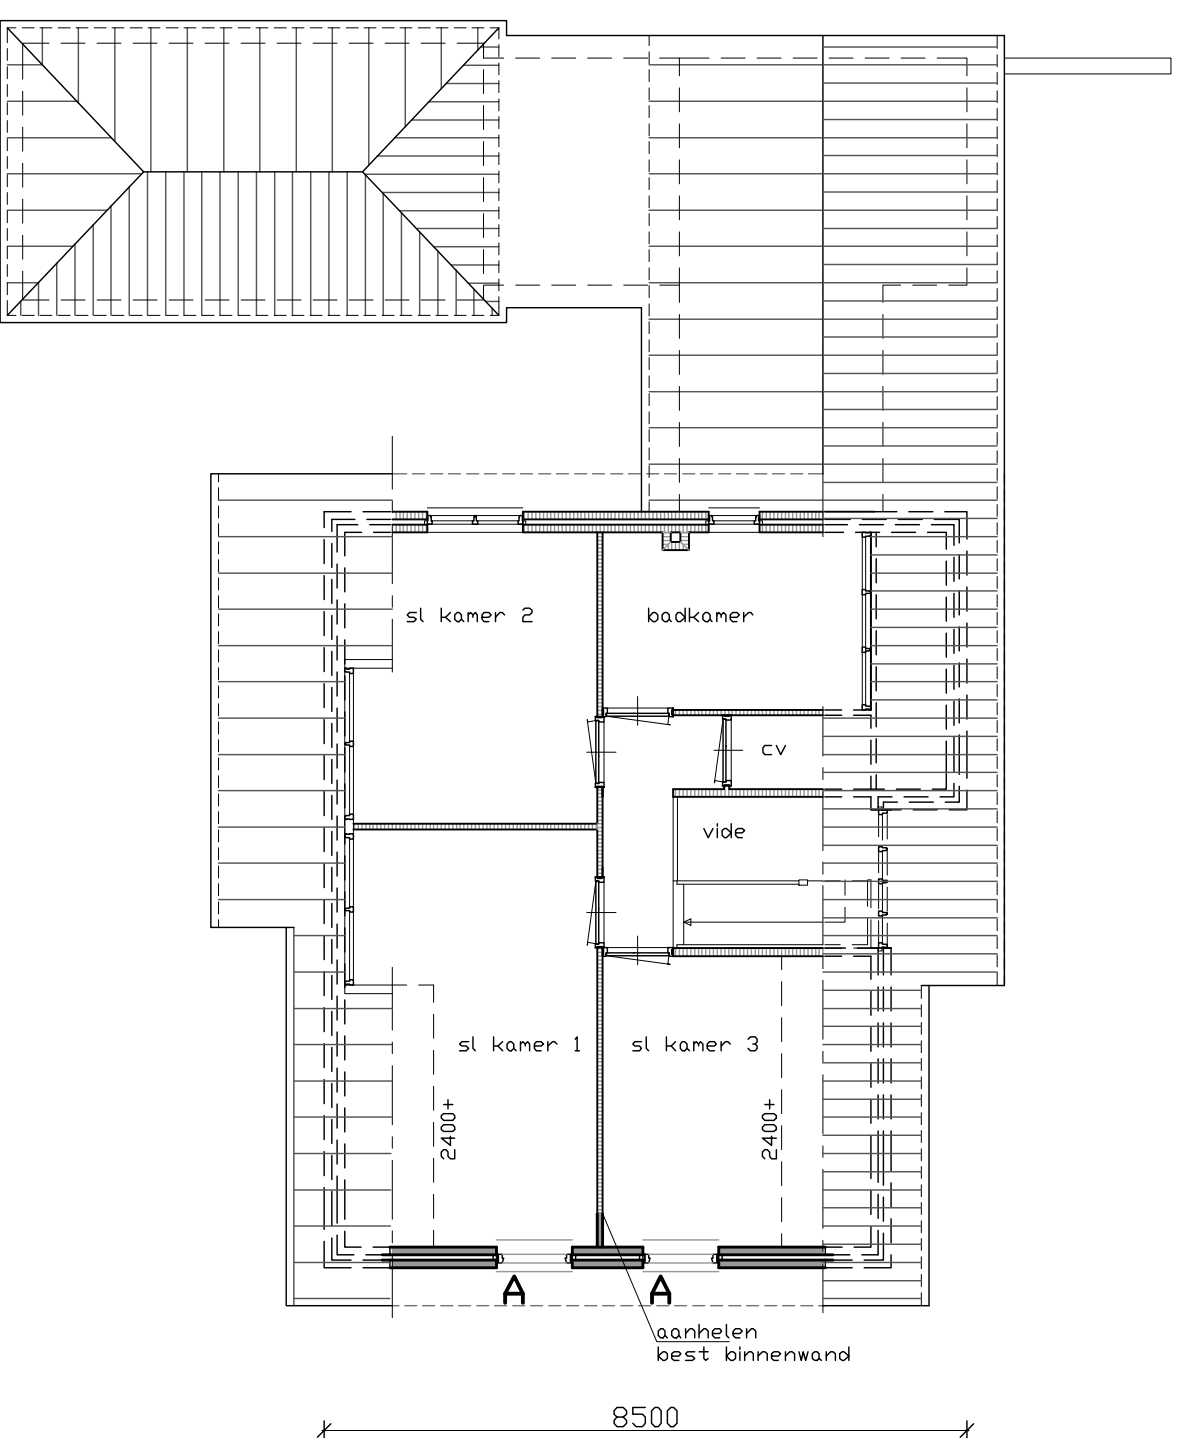 sl kamer 2
badkamer
cv
vide
sl kamer 1
sl kamer 3
2400+
2400+
A
A
aanhelen
best binnenwand
8500